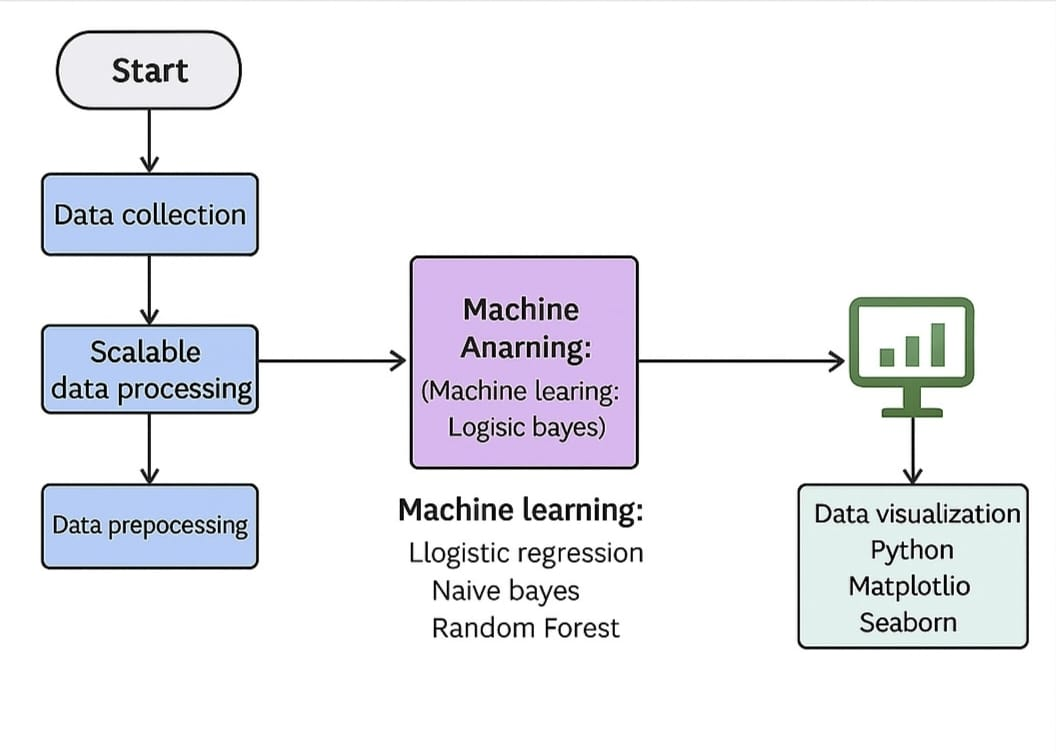 Start
Data collection
Scalable
data processing
Data prepocessing
Machine
Anarning:
(Machine learing:
Logisic bayes)
Machine learning:
Llogistic regression
Naive bayes
Random Forest
Data visualization
Python
Matplotlio
Seaborn